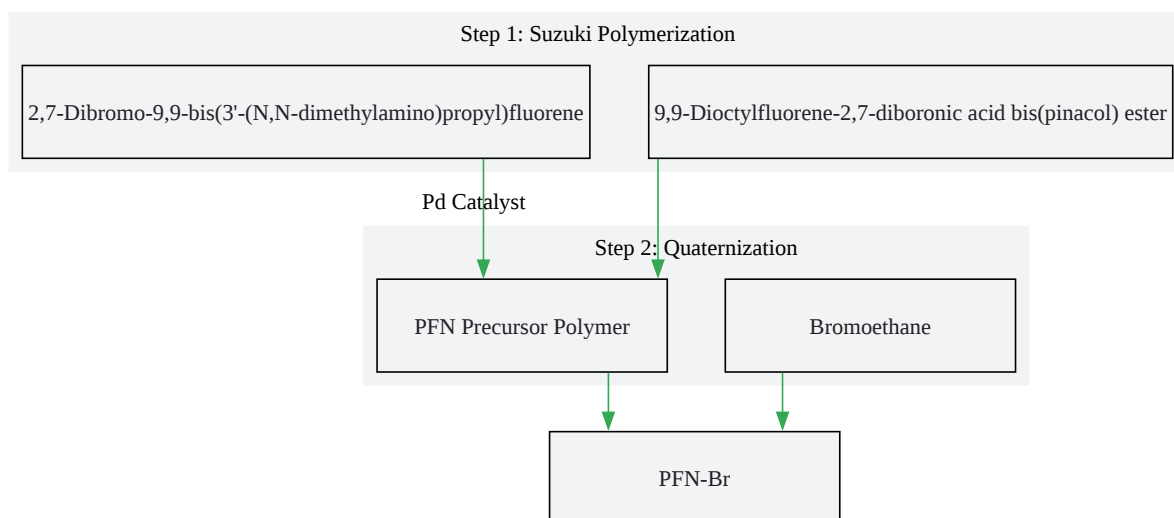 Step 1: Suzuki Polymerization
2,7-Dibromo-9,9-bis(3'-(N,N-dimethylamino)propyl)fluorene
9,9-Dioctylfluorene-2,7-diboronic acid bis(pinacol) ester
Pd Catalyst
Step 2: Quaternization
PFN Precursor Polymer
Bromoethane
PFN-Br